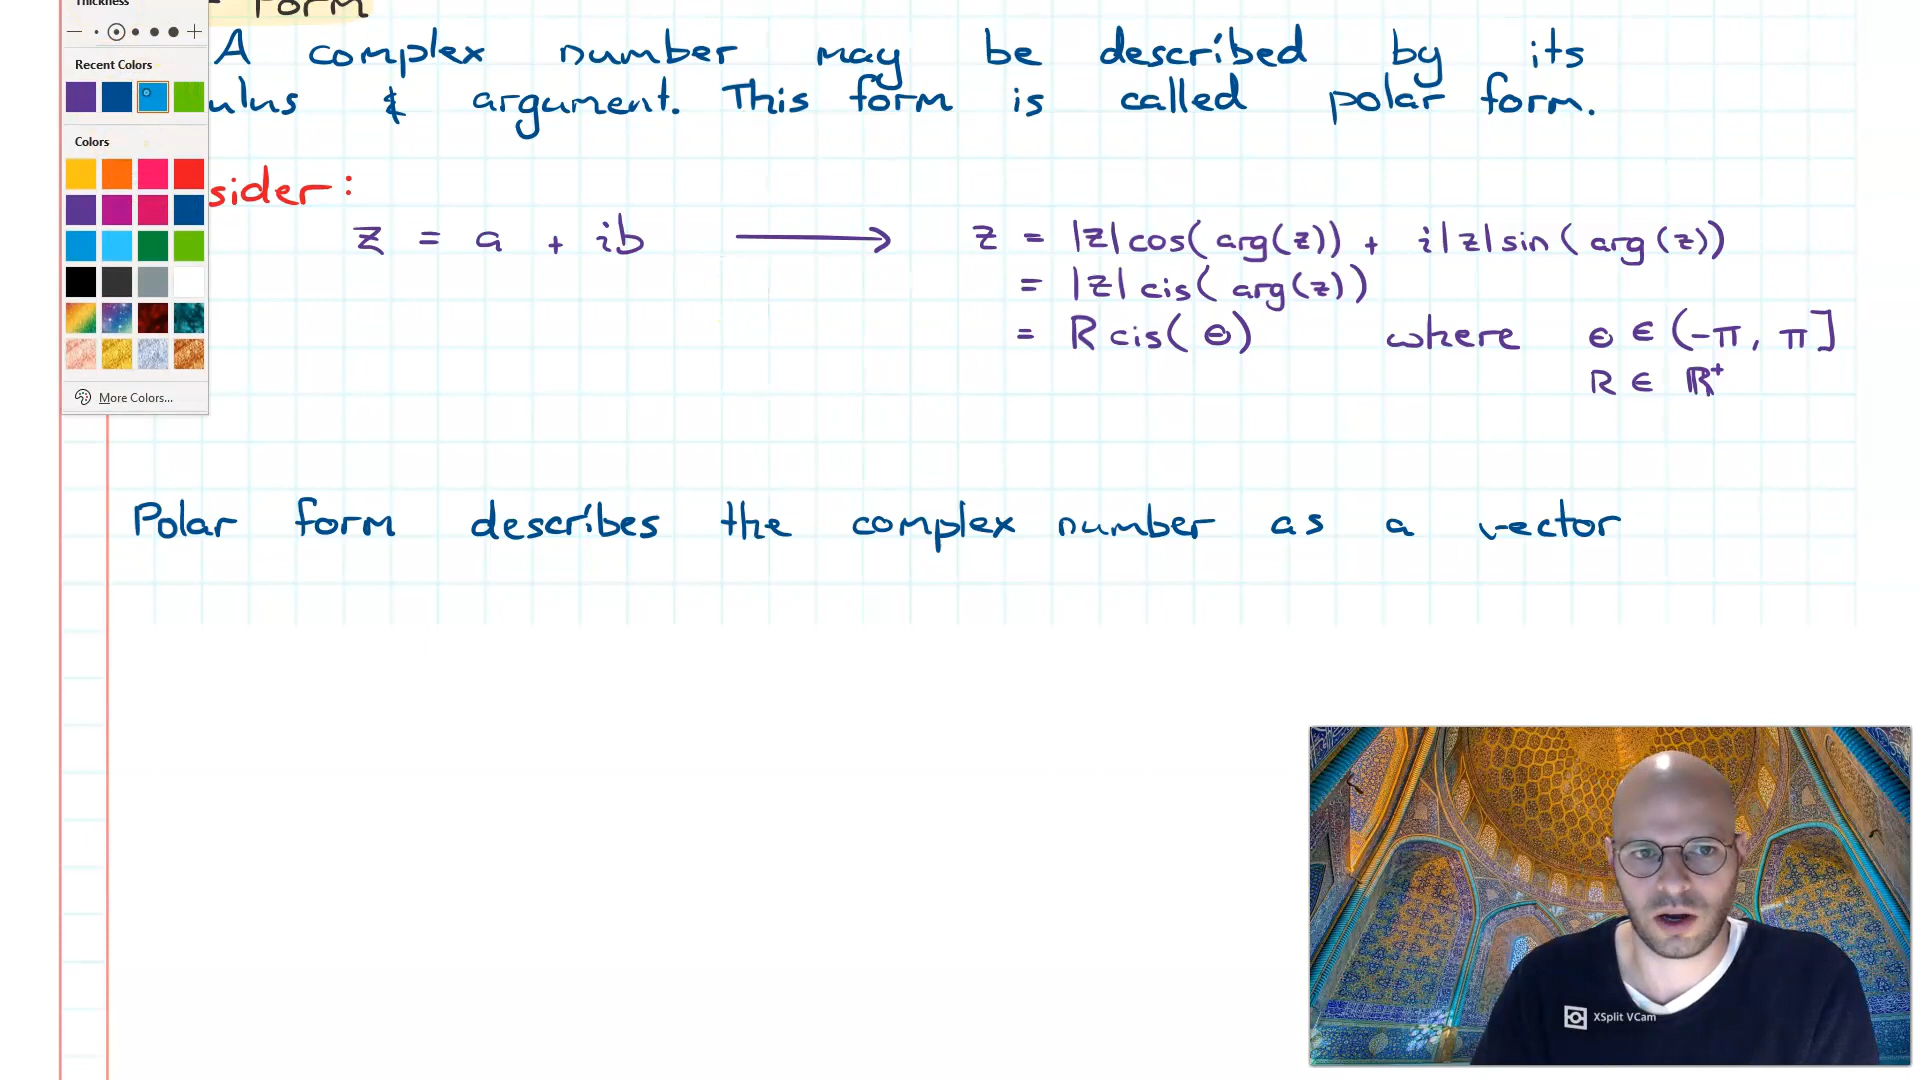 Thickness
form
A complex number may be described by its
Recent Colors
ulus & argument. This form is called polar form.
Colors
sider:
z = a + ib ⟶ z = |z|cos(arg(z)) + i|z|sin(arg(z))
= |z|cis(arg(z))
= R cis(θ) where θ ∈ (-π, π]
R ∈ ℝ⁺
More Colors...
Polar form describes the complex number as a vector
XSplit VCam